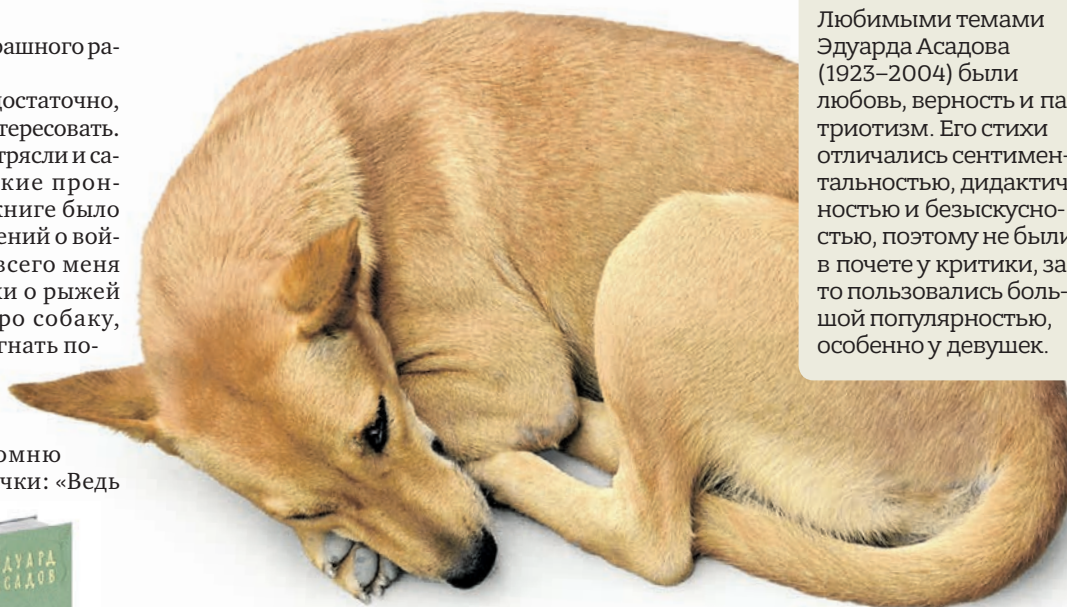 рашного ра-
достаточно,
тересовать.
трясли и са-
кие прон-
книге было
ений о вой-
всего меня
ки о рыжей
ро собаку,
гнать по-
омню
чки: «Ведь
ДУАРД
САДОВ
Любимыми темами
Эдуарда Асадова
(1923–2004) были
любовь, верность и па
триотизм. Его стихи
отличались сентимен-
тальностью, дидактич
ностью и безыскусно-
стью, поэтому не были
в почете у критики, за
то пользовались боль-
шой популярностью,
особенно у девушек.